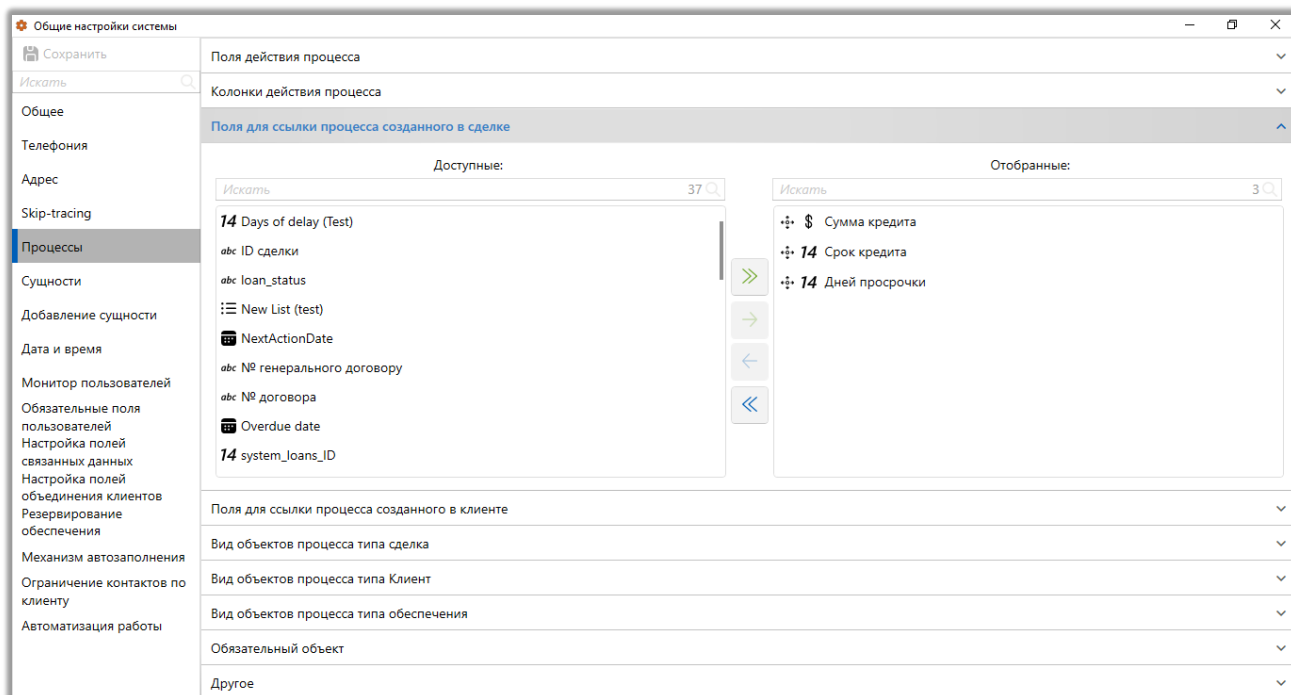 Общие настройки системы
Сохранить
Искать
Общее
Телефония
Адрес
Skip-tracing
Процессы
Сущности
Добавление сущности
Дата и время
Монитор пользователей
Обязательные поля
пользователей
Настройка полей
связанных данных
Настройка полей
объединения клиентов
Резервирование
обеспечения
Механизм автозаполнения
Ограничение контактов по
клиенту
Автоматизация работы
Поля действия процесса
Колонки действия процесса
Поля для ссылки процесса созданного в сделке
Доступные:
Искать 37
14 Days of delay (Test)
abc ID сделки
abc loan_status
New List (test)
NextActionDate
abc № генерального договору
abc № договора
Overdue date
14 system_loans_ID
Отобранные:
Искать 3
$ Сумма кредита
14 Срок кредита
14 Дней просрочки
Поля для ссылки процесса созданного в клиенте
Вид объектов процесса типа сделка
Вид объектов процесса типа Клиент
Вид объектов процесса типа обеспечения
Обязательный объект
Другое